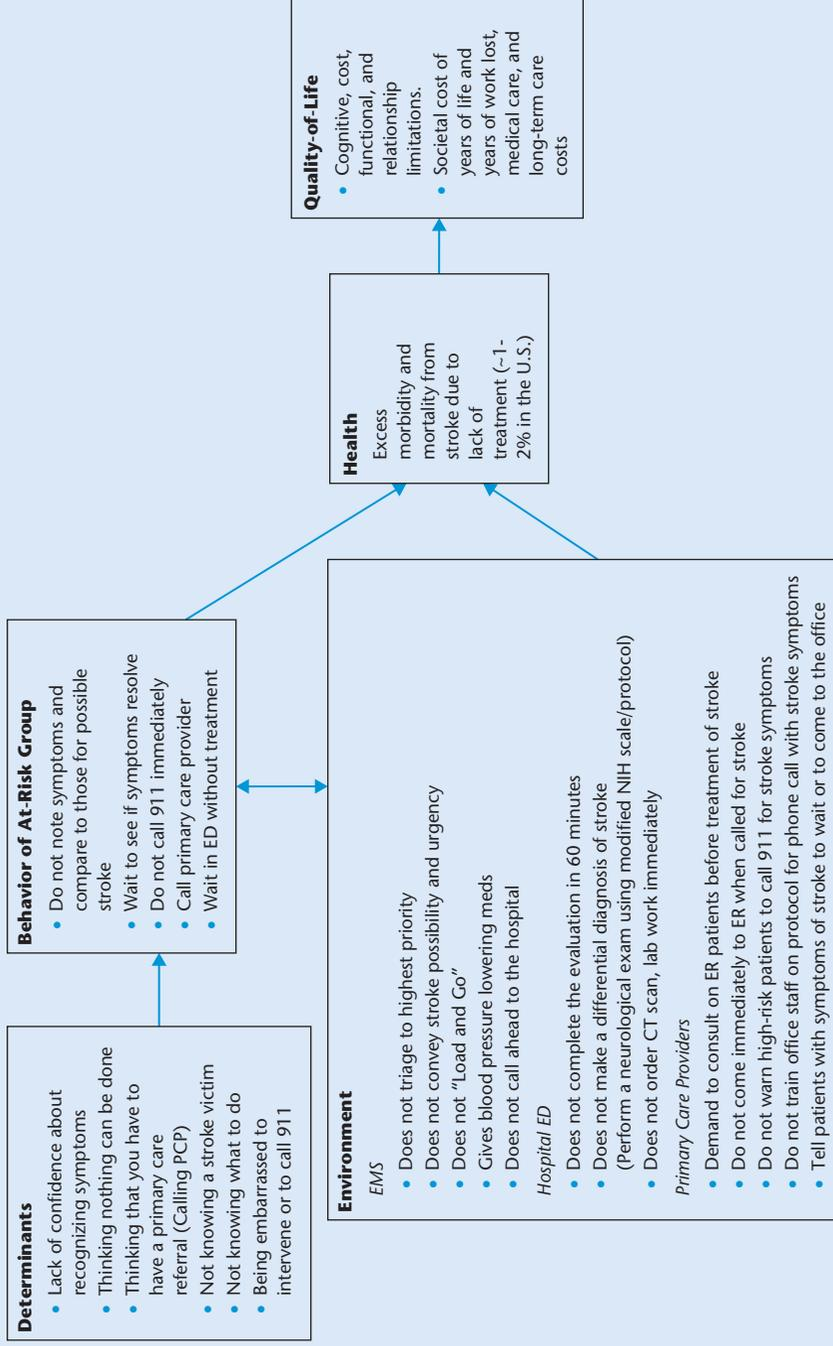 Determinants
• Lack of confidence about
recognizing symptoms
• Thinking nothing can be done
• Thinking that you have to
have a primary care
referral (Calling PCP)
• Not knowing a stroke victim
• Not knowing what to do
• Being embarrassed to
intervene or to call 911
Behavior of At-Risk Group
• Do not note symptoms and
compare to those for possible
stroke
• Wait to see if symptoms resolve
• Do not call 911 immediately
• Call primary care provider
• Wait in ED without treatment
Environment
EMS
• Does not triage to highest priority
• Does not convey stroke possibility and urgency
• Does not “Load and Go”
• Gives blood pressure lowering meds
• Does not call ahead to the hospital
Hospital ED
• Does not complete the evaluation in 60 minutes
• Does not make a differential diagnosis of stroke
(Perform a neurological exam using modified NIH scale/protocol)
• Does not order CT scan, lab work immediately
Primary Care Providers
• Demand to consult on ER patients before treatment of stroke
• Do not come immediately to ER when called for stroke
• Do not warn high-risk patients to call 911 for stroke symptoms
• Do not train office staff on protocol for phone call with stroke symptoms
• Tell patients with symptoms of stroke to wait or to come to the office
Health
Excess
morbidity and
mortality from
stroke due to
lack of
treatment (~1-
2% in the U.S.)
Quality-of-Life
• Cognitive, cost,
functional, and
relationship
limitations.
• Societal cost of
years of life and
years of work lost,
medical care, and
long-term care
costs